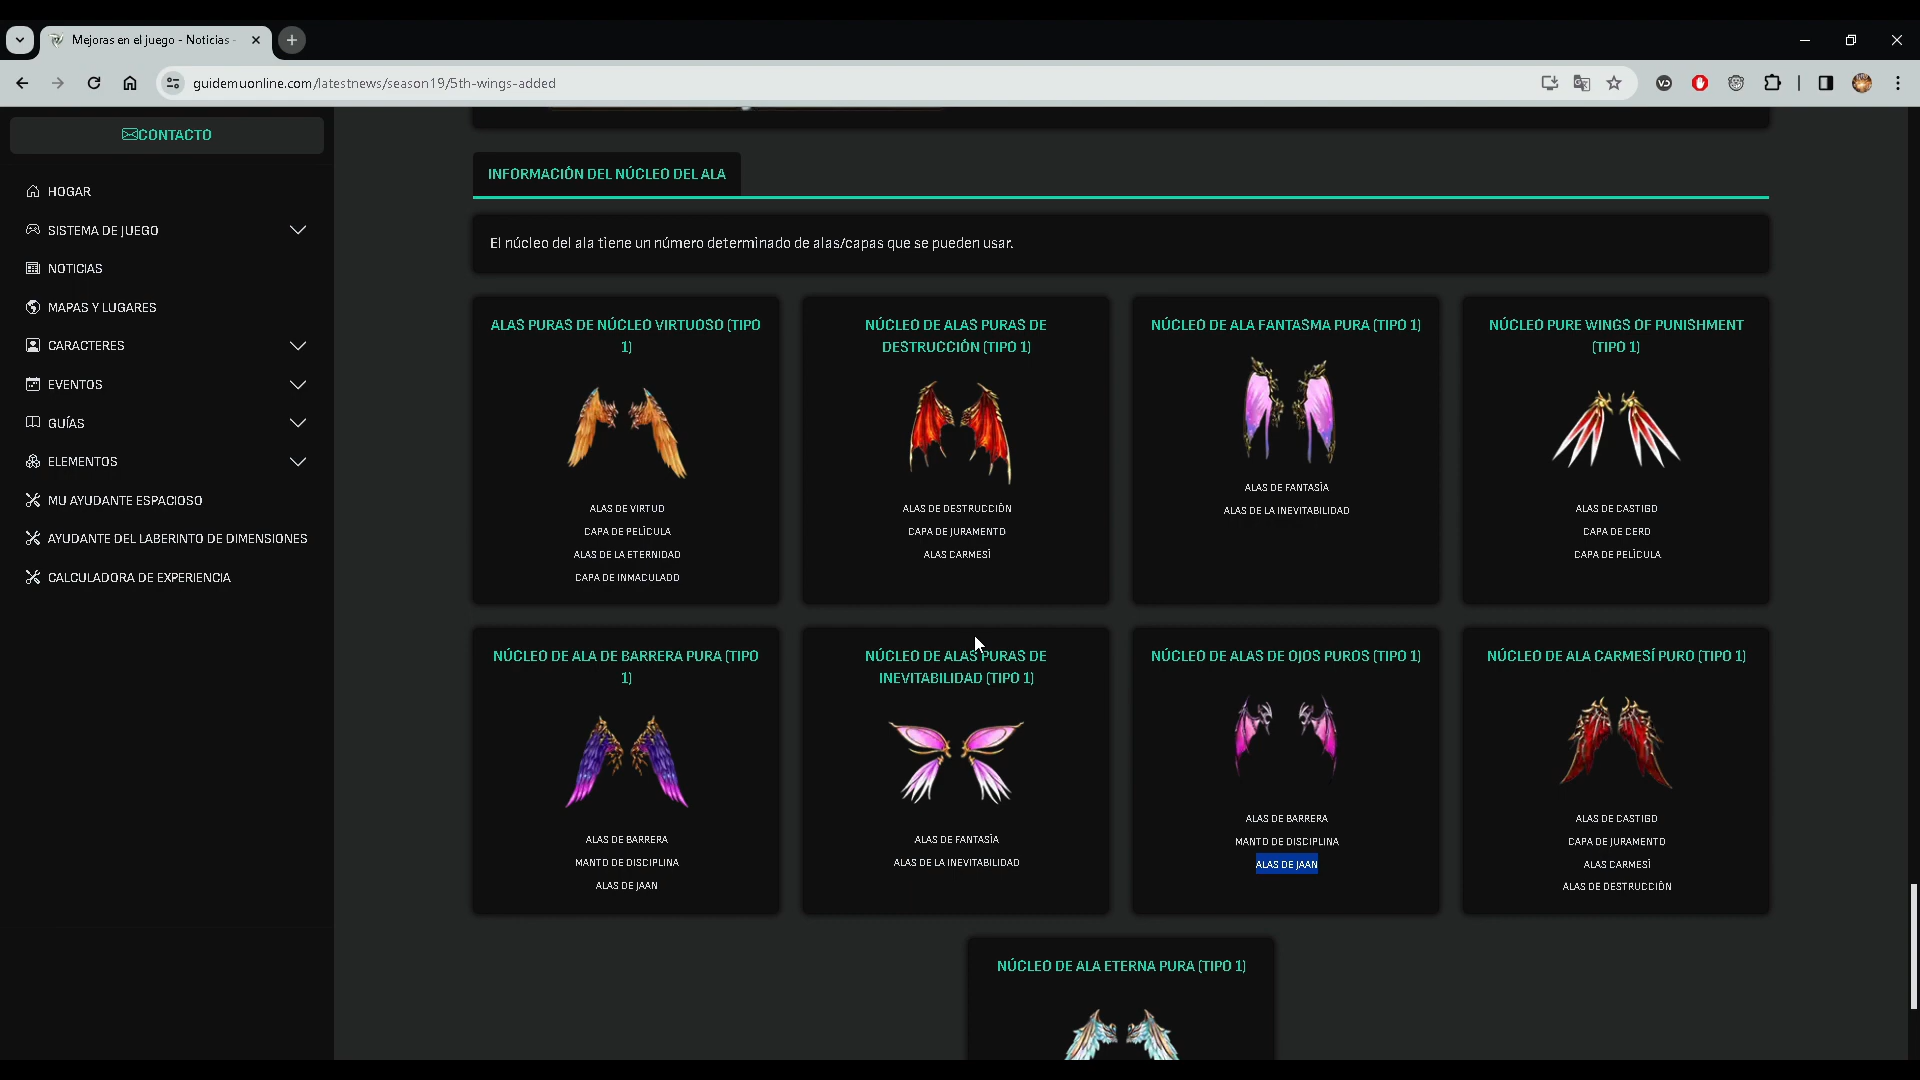 Mejoras en el juego - Noticias -
guidemuonline.com/latestnews/season19/5th-wings-added
CONTACTO
HOGAR
SISTEMA DE JUEGO
NOTICIAS
MAPAS Y LUGARES
CARACTERES
EVENTOS
GUÍAS
ELEMENTOS
MU AYUDANTE ESPACIOSO
AYUDANTE DEL LABERINTO DE DIMENSIONES
CALCULADORA DE EXPERIENCIA
INFORMACIÓN DEL NÚCLEO DEL ALA
El núcleo del ala tiene un número determinado de alas/capas que se pueden usar.
ALAS PURAS DE NÚCLEO VIRTUOSO (TIPO
1)
ALAS DE VIRTUD
CAPA DE PELÍCULA
ALAS DE LA ETERNIDAD
CAPA DE INMACULADO
NÚCLEO DE ALAS PURAS DE
DESTRUCCIÓN (TIPO 1)
ALAS DE DESTRUCCIÓN
CAPA DE JURAMENTO
ALAS CARMESÍ
NÚCLEO DE ALA FANTASMA PURA (TIPO 1)
ALAS DE FANTASÍA
ALAS DE LA INEVITABILIDAD
NÚCLEO PURE WINGS OF PUNISHMENT
(TIPO 1)
ALAS DE CASTIGO
CAPA DE CERO
CAPA DE PELÍCULA
NÚCLEO DE ALA DE BARRERA PURA (TIPO
1)
ALAS DE BARRERA
MANTO DE DISCIPLINA
ALAS DE JAAN
NÚCLEO DE ALAS PURAS DE
INEVITABILIDAD (TIPO 1)
ALAS DE FANTASÍA
ALAS DE LA INEVITABILIDAD
NÚCLEO DE ALAS DE OJOS PUROS (TIPO 1)
ALAS DE BARRERA
MANTO DE DISCIPLINA
ALAS DE JAAN
NÚCLEO DE ALA CARMESÍ PURO (TIPO 1)
ALAS DE CASTIGO
CAPA DE JURAMENTO
ALAS CARMESÍ
ALAS DE DESTRUCCIÓN
NÚCLEO DE ALA ETERNA PURA (TIPO 1)